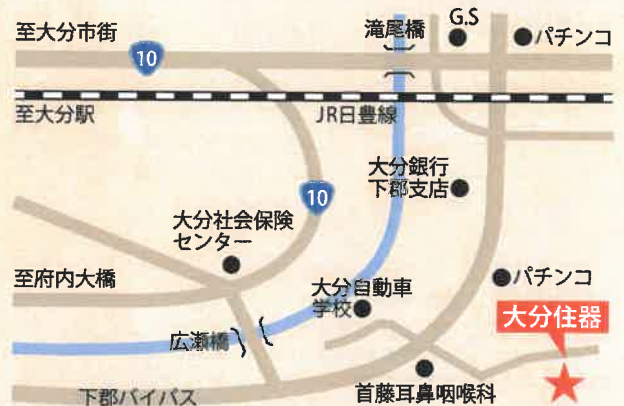 G.S
至大分市街
滝尾橋
パチンコ
10
至大分駅
JR日豊線
大分銀行
下郡支店
10
大分社会保険
センター
至府内大橋
大分自動車
学校
パチンコ
大分住器
広瀬橋
下郡バイパス
首藤耳鼻咽喉科